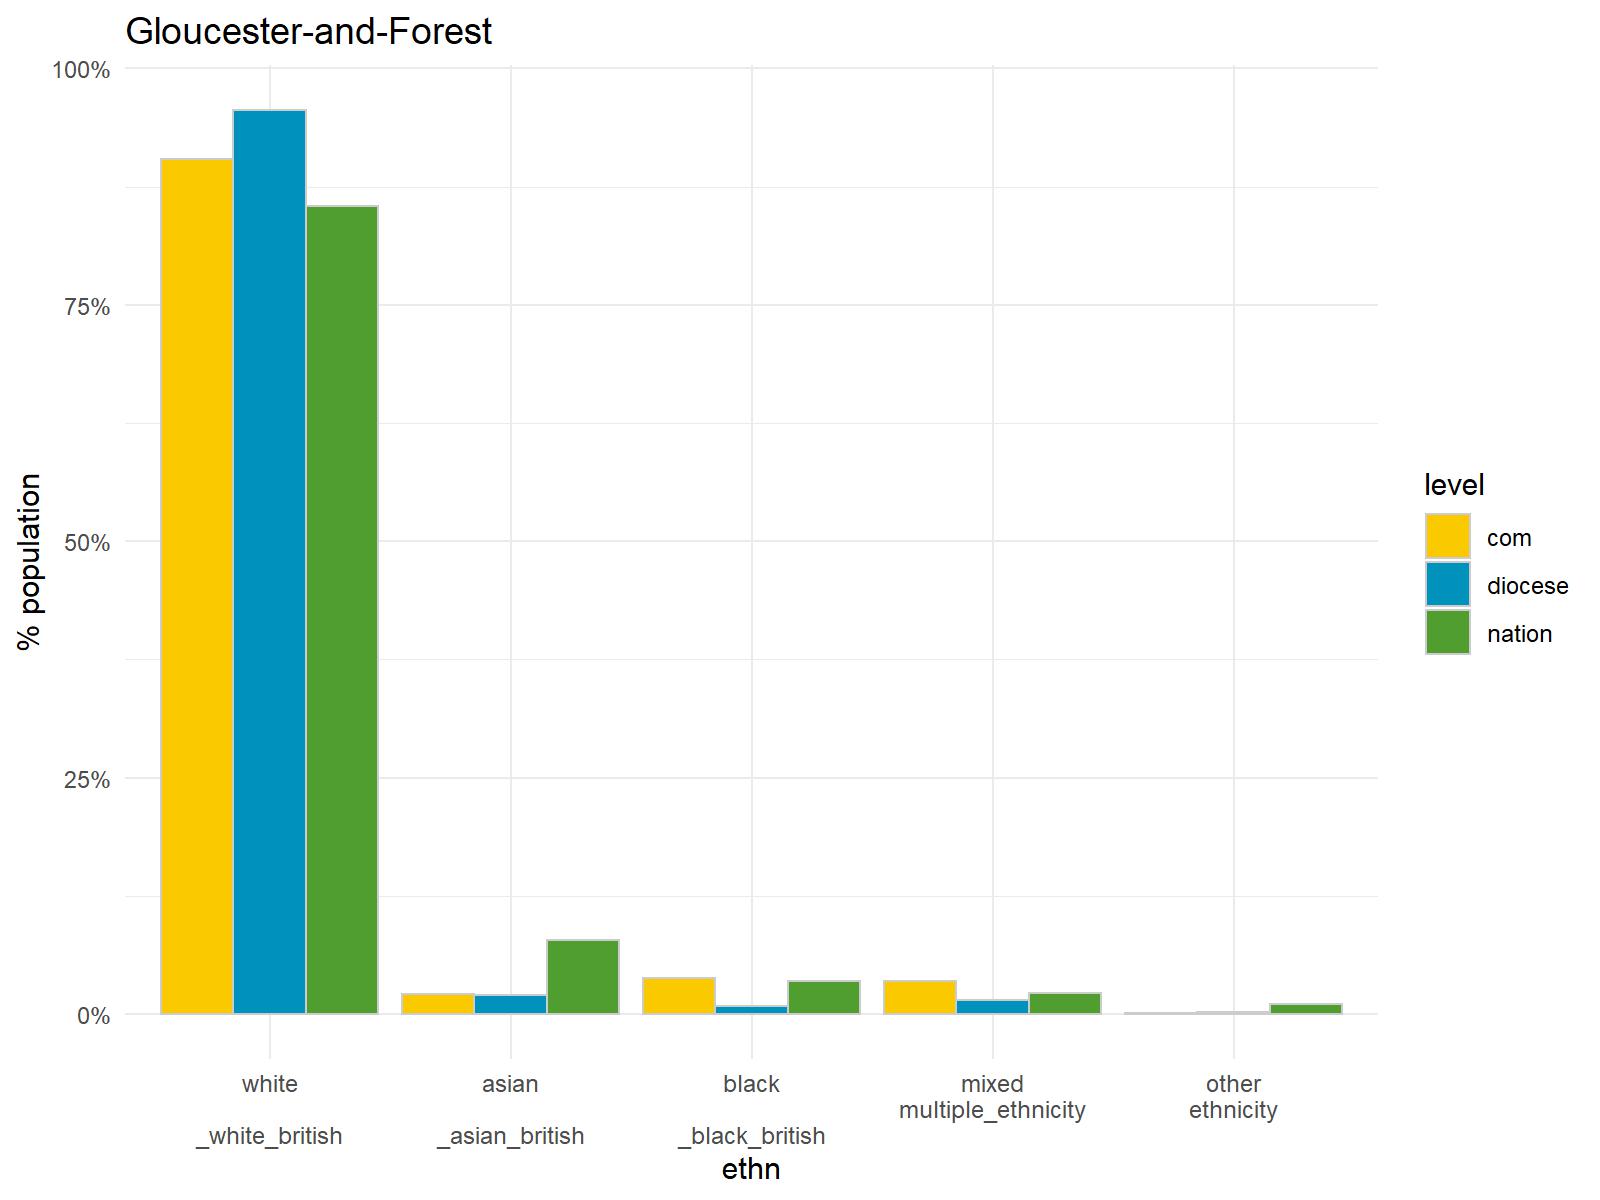 Gloucester-and-Forest
100%
75%
50%
25%
0%
% population
white
_white_british
asian
_asian_british
black
_black_british
mixed
multiple_ethnicity
other
ethnicity
ethn
level
com
diocese
nation